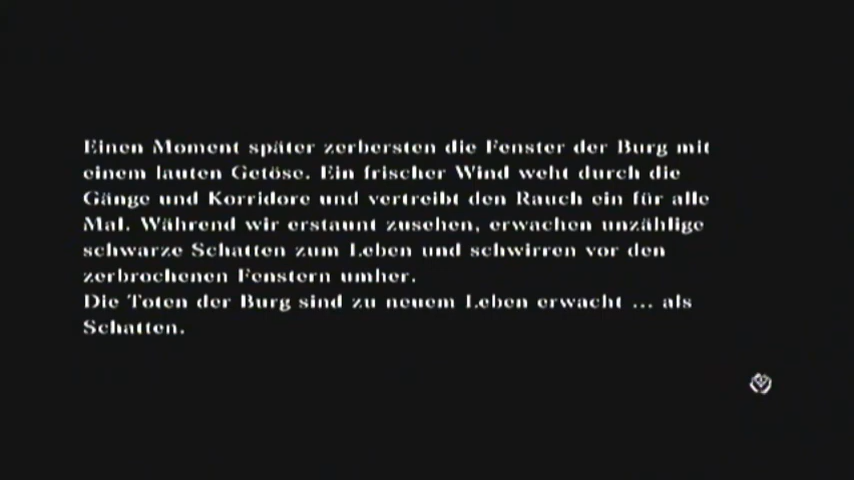 Einen Moment später zerbersten die Fenster der Burg mit
einem lauten Getöse. Ein frischer Wind weht durch die
Gänge und Korridore und vertreibt den Rauch ein für alle
Mal. Während wir erstaunt zusehen, erwachen unzählige
schwarze Schatten zum Leben und schwirren vor den
zerbrochenen Fenstern umher.
Die Toten der Burg sind zu neuem Leben erwacht ... als
Schatten.